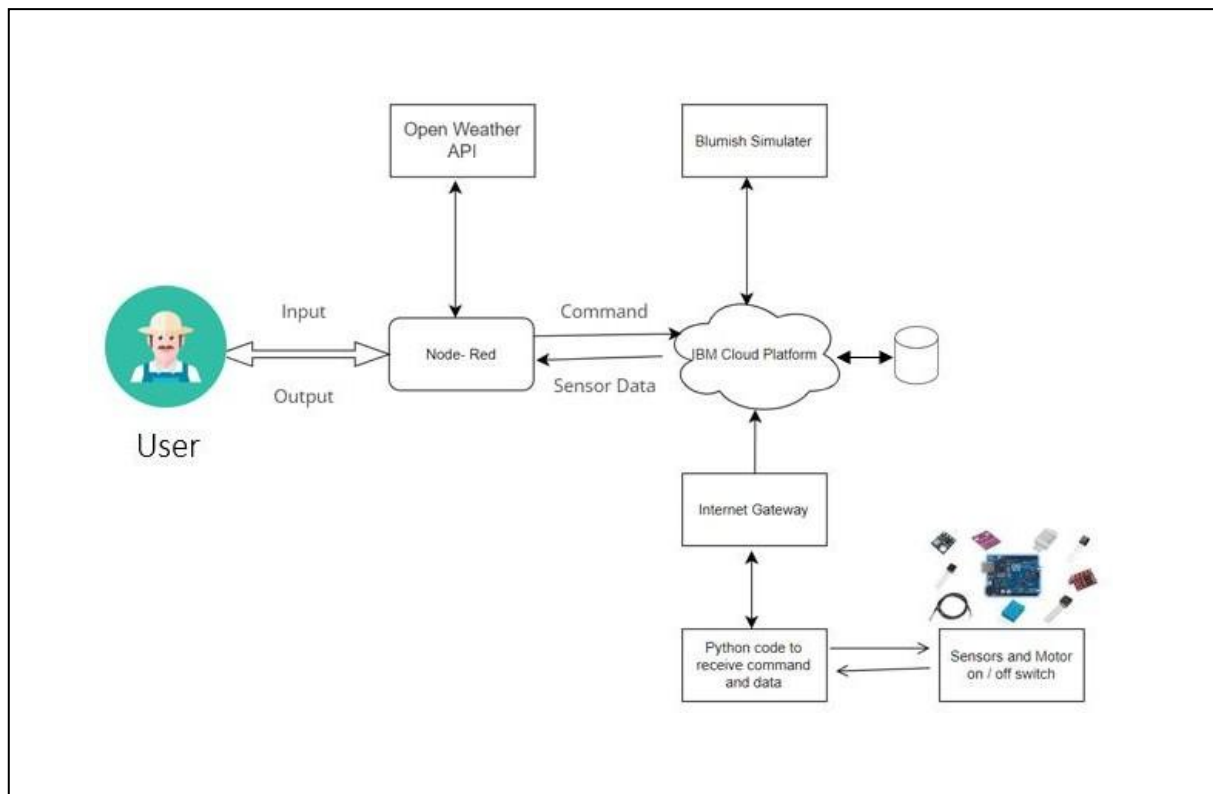 Open Weather
API
Blumish Simulater
Input
Command
Node- Red
IBM Cloud Platform
Output
Sensor Data
User
Internet Gateway
Python code to
receive command
and data
Sensors and Motor
on / off switch